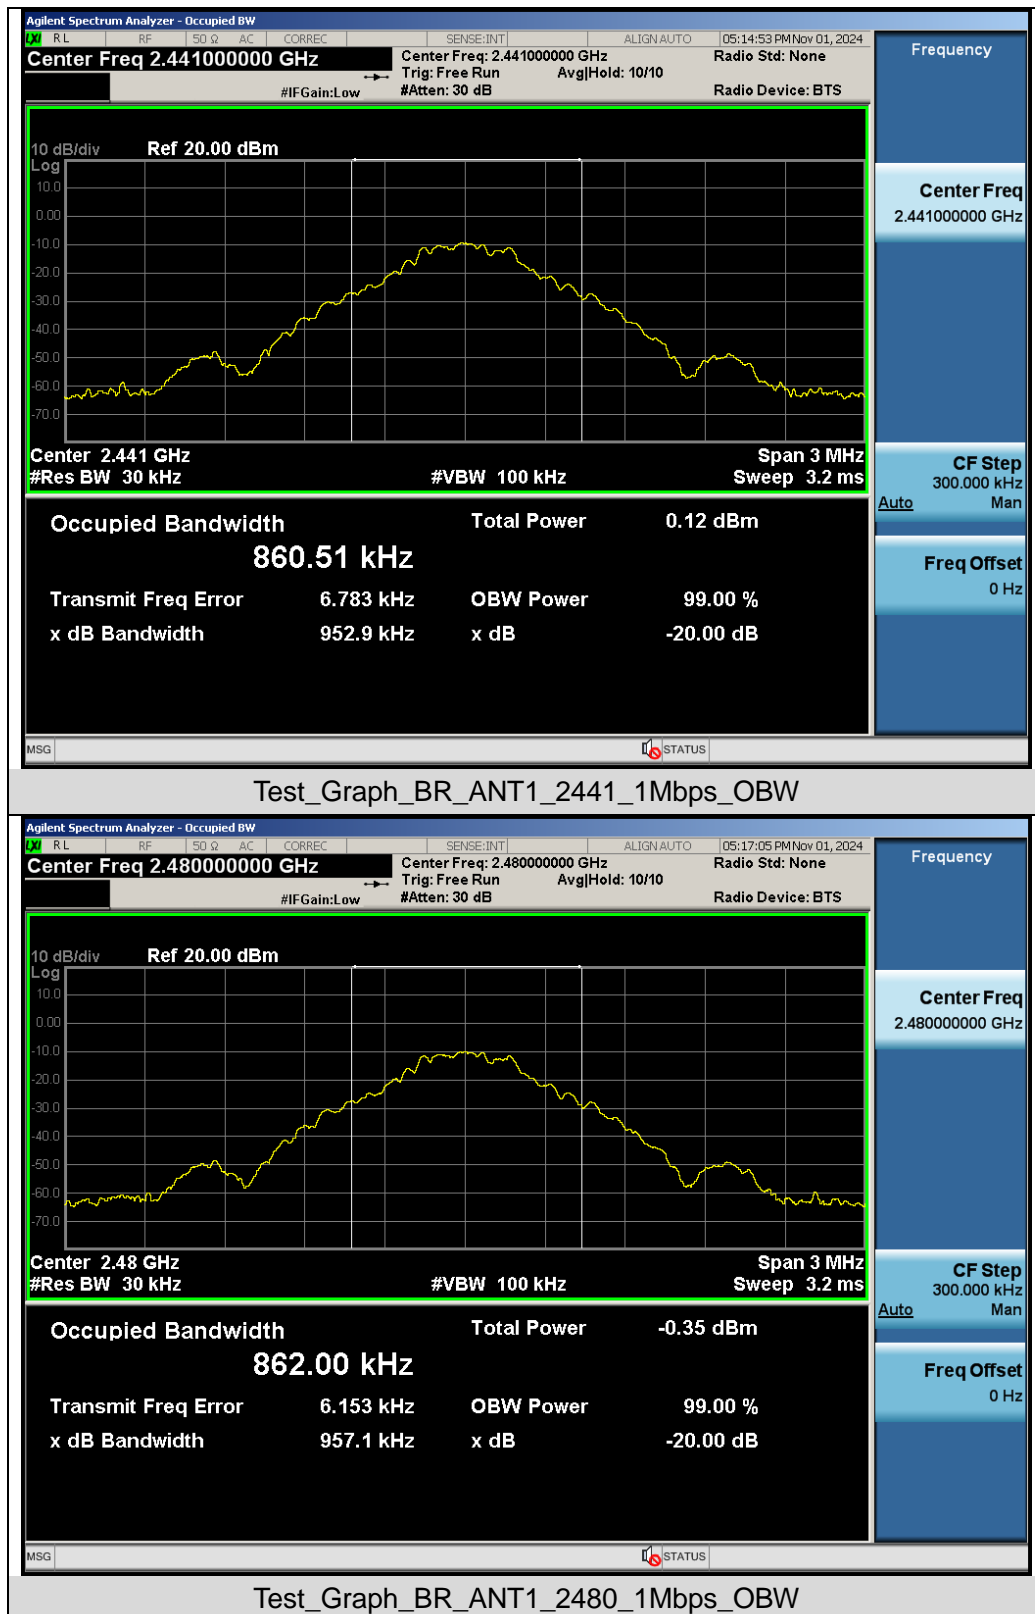 Agilent Spectrum Analyzer - Occupied BW
LXI RL RF 50 Ω AC CORREC SENSE:INT ALIGN AUTO 05:14:53 PM Nov 01, 2024
Center Freq 2.441000000 GHz Center Freq: 2.441000000 GHz Radio Std: None Frequency
Trig: Free Run Avg|Hold: 10/10
#IFGain:Low #Atten: 30 dB Radio Device: BTS
10 dB/div Ref 20.00 dBm
Log
10.0
0.00
-10.0
-20.0
-30.0
-40.0
-50.0
-60.0
-70.0
Center Freq
2.441000000 GHz
Center 2.441 GHz Span 3 MHz
#Res BW 30 kHz #VBW 100 kHz Sweep 3.2 ms
CF Step
300.000 kHz
Auto Man
Occupied Bandwidth Total Power 0.12 dBm
860.51 kHz
Freq Offset
0 Hz
Transmit Freq Error 6.783 kHz OBW Power 99.00 %
x dB Bandwidth 952.9 kHz x dB -20.00 dB
MSG STATUS
Test_Graph_BR_ANT1_2441_1Mbps_OBW
Agilent Spectrum Analyzer - Occupied BW
LXI RL RF 50 Ω AC CORREC SENSE:INT ALIGN AUTO 05:17:05 PM Nov 01, 2024
Center Freq 2.480000000 GHz Center Freq: 2.480000000 GHz Radio Std: None Frequency
Trig: Free Run Avg|Hold: 10/10
#IFGain:Low #Atten: 30 dB Radio Device: BTS
10 dB/div Ref 20.00 dBm
Log
10.0
0.00
-10.0
-20.0
-30.0
-40.0
-50.0
-60.0
-70.0
Center Freq
2.480000000 GHz
Center 2.48 GHz Span 3 MHz
#Res BW 30 kHz #VBW 100 kHz Sweep 3.2 ms
CF Step
300.000 kHz
Auto Man
Occupied Bandwidth Total Power -0.35 dBm
862.00 kHz
Freq Offset
0 Hz
Transmit Freq Error 6.153 kHz OBW Power 99.00 %
x dB Bandwidth 957.1 kHz x dB -20.00 dB
MSG STATUS
Test_Graph_BR_ANT1_2480_1Mbps_OBW